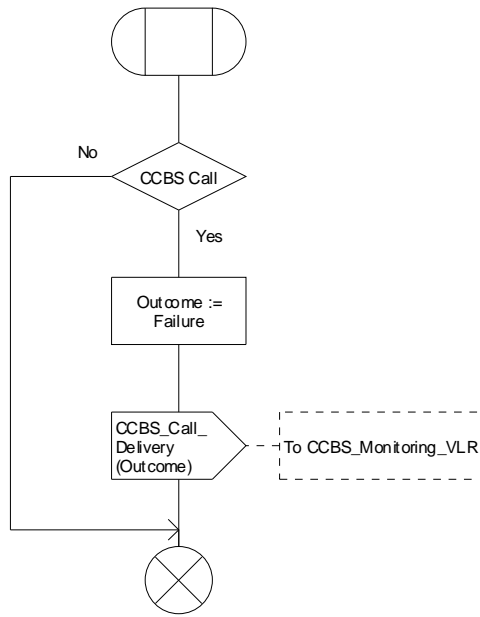 No
CCBS Call
Yes
Outcome :=
Failure
CCBS_Call_
Delivery
(Outcome)
To CCBS_Monitoring_VLR